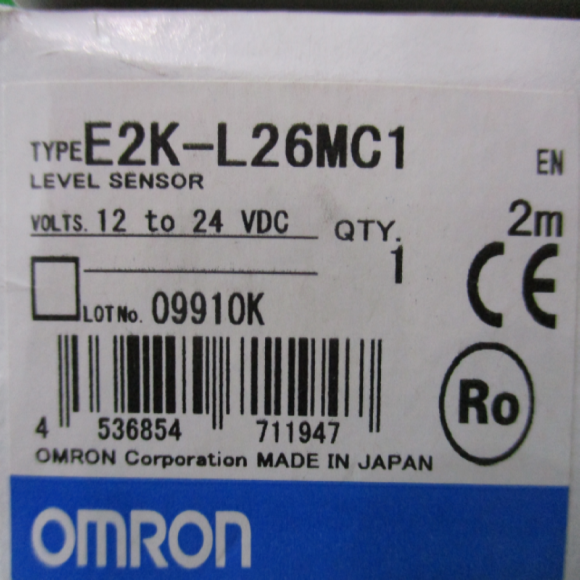 TYPE E2K-L26MC1
EN
LEVEL SENSOR
VOLTS. 12 to 24 VDC
QTY.
2m
1
CE
LOT No. 09910K
Ro
4 536854 711947
OMRON Corporation MADE IN JAPAN
OMRON